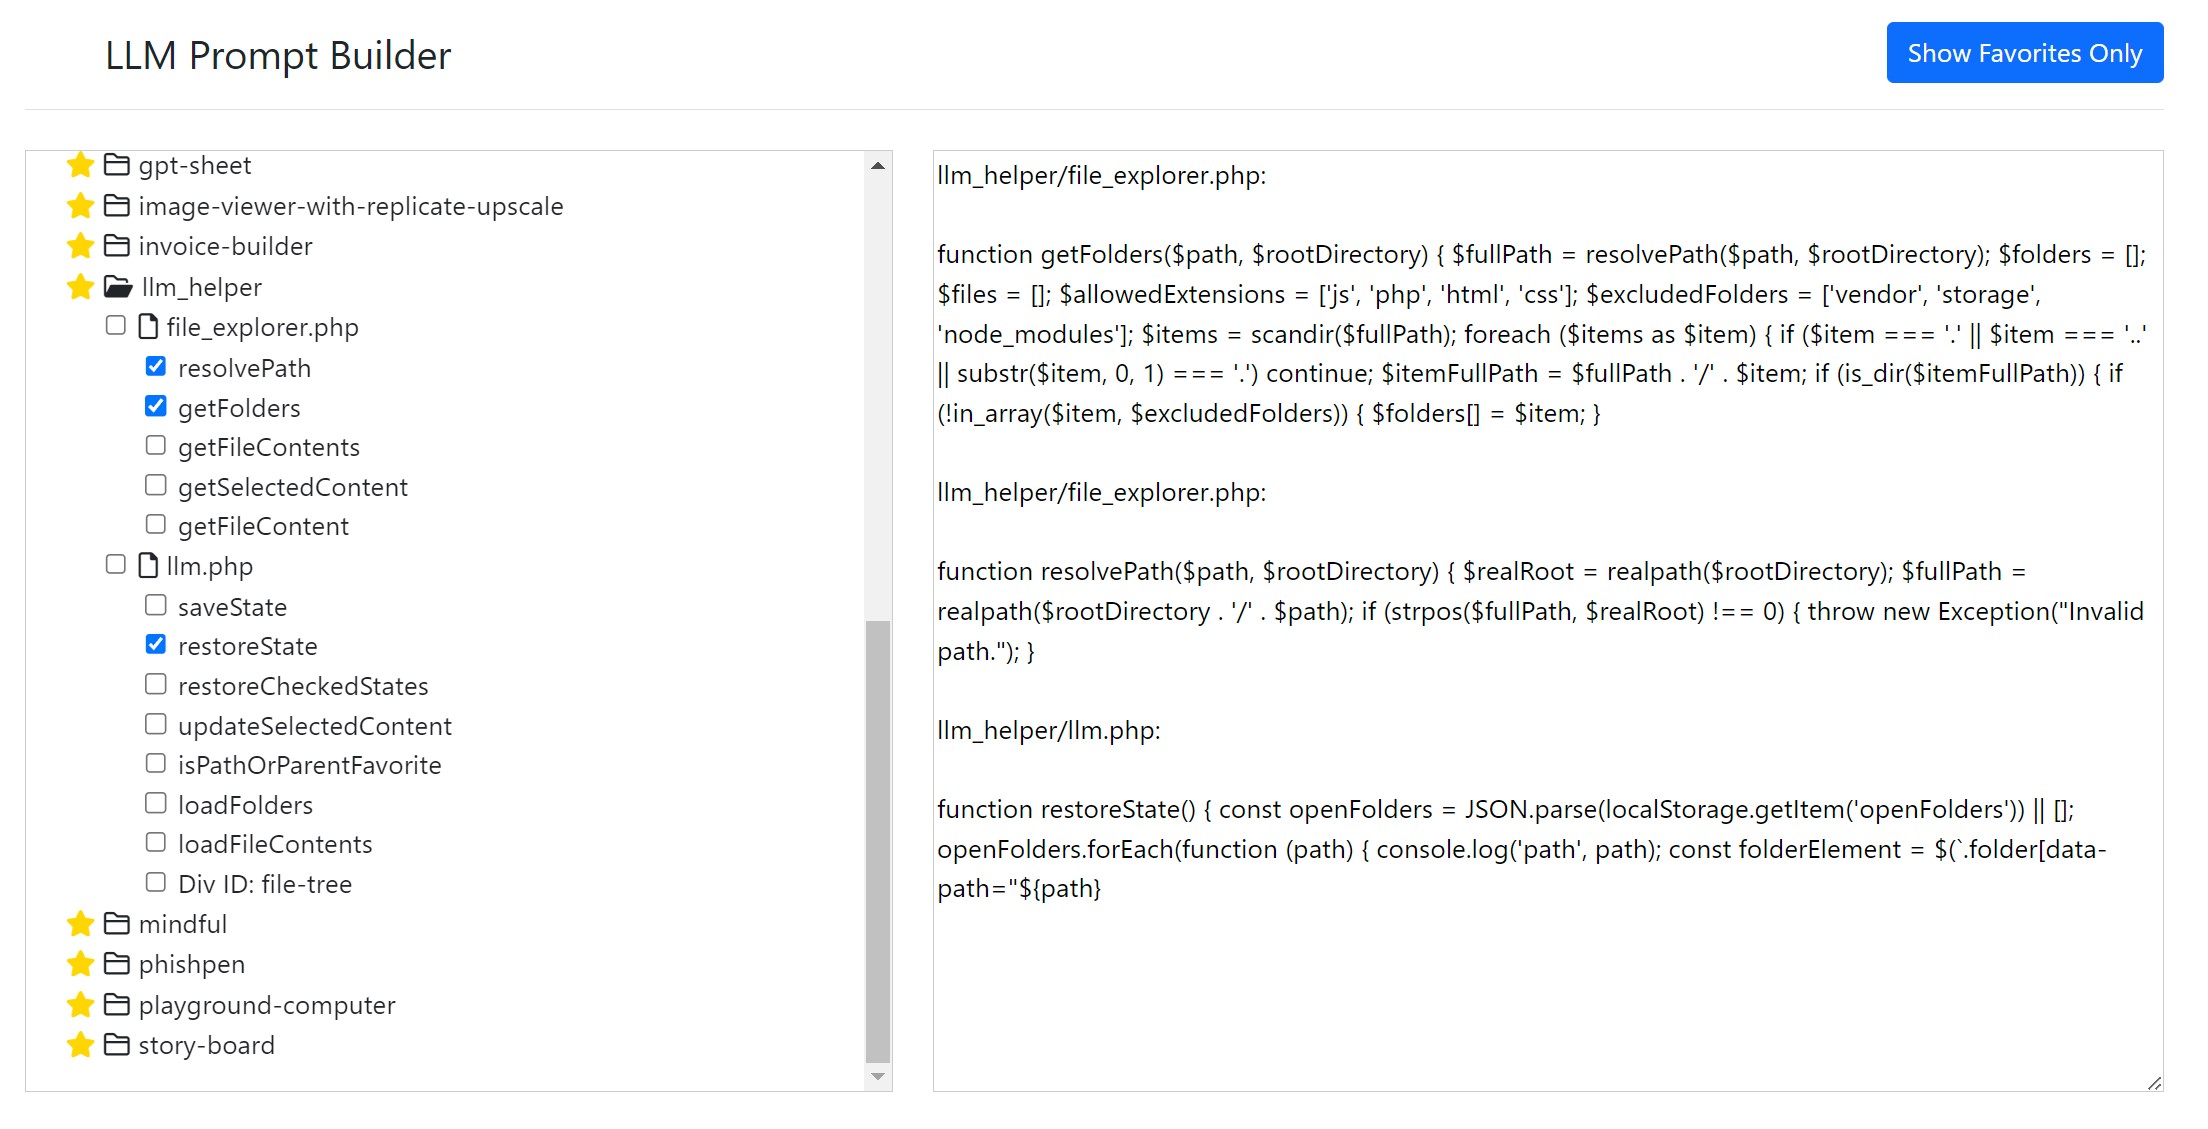 LLM Prompt Builder
Show Favorites Only
gpt-sheet
image-viewer-with-replicate-upscale
invoice-builder
llm_helper
file_explorer.php
resolvePath
getFolders
getFileContents
getSelectedContent
getFileContent
llm.php
saveState
restoreState
restoreCheckedStates
updateSelectedContent
isPathOrParentFavorite
loadFolders
loadFileContents
Div ID: file-tree
mindful
phishpen
playground-computer
story-board
llm_helper/file_explorer.php:
function getFolders($path, $rootDirectory) { $fullPath = resolvePath($path, $rootDirectory); $folders = [];
$files = []; $allowedExtensions = ['js', 'php', 'html', 'css']; $excludedFolders = ['vendor', 'storage',
'node_modules']; $items = scandir($fullPath); foreach ($items as $item) { if ($item === '.' || $item === '..'
|| substr($item, 0, 1) === '.') continue; $itemFullPath = $fullPath . '/' . $item; if (is_dir($itemFullPath)) { if
(!in_array($item, $excludedFolders)) { $folders[] = $item; }
llm_helper/file_explorer.php:
function resolvePath($path, $rootDirectory) { $realRoot = realpath($rootDirectory); $fullPath =
realpath($rootDirectory . '/' . $path); if (strpos($fullPath, $realRoot) !== 0) { throw new Exception("Invalid
path."); }
llm_helper/llm.php:
function restoreState() { const openFolders = JSON.parse(localStorage.getItem('openFolders')) || [];
openFolders.forEach(function (path) { console.log('path', path); const folderElement = $(`.folder[data-
path="${path}